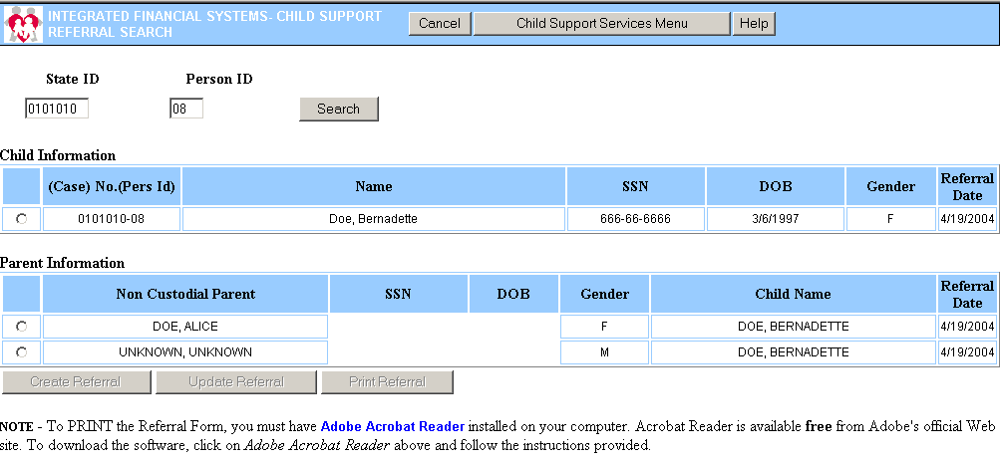 INTEGRATED FINANCIAL SYSTEMS- CHILD SUPPORT
REFERRAL SEARCH
Cancel Child Support Services Menu Help
State ID Person ID
0101010 08 Search
Child Information
(Case) No.(Pers Id) Name SSN DOB Gender Referral Date
0101010-08 Doe, Bernadette 666-66-6666 3/6/1997 F 4/19/2004
Parent Information
Non Custodial Parent SSN DOB Gender Child Name Referral Date
DOE, ALICE F DOE, BERNADETTE 4/19/2004
UNKNOWN, UNKNOWN M DOE, BERNADETTE 4/19/2004
Create Referral Update Referral Print Referral
NOTE - To PRINT the Referral Form, you must have Adobe Acrobat Reader installed on your computer. Acrobat Reader is available free from Adobe's official Web
site. To download the software, click on Adobe Acrobat Reader above and follow the instructions provided.